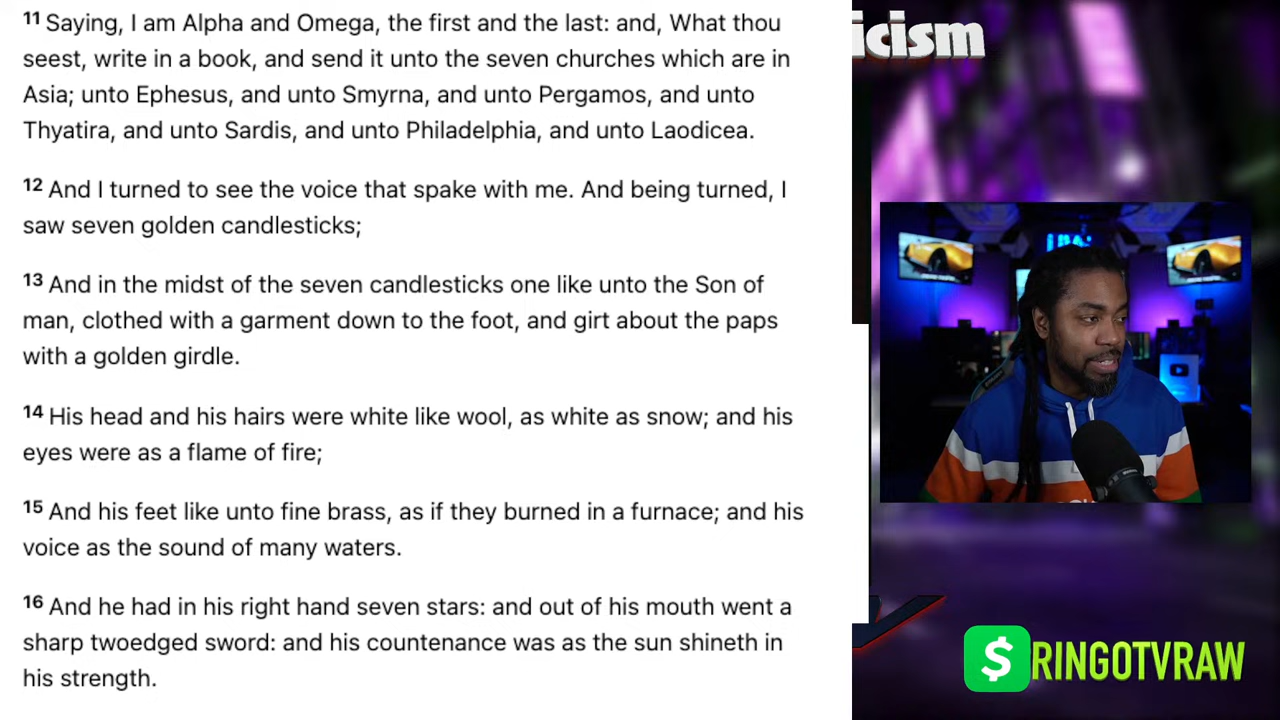 11 Saying, I am Alpha and Omega, the first and the last: and, What thou
seest, write in a book, and send it unto the seven churches which are in
Asia; unto Ephesus, and unto Smyrna, and unto Pergamos, and unto
Thyatira, and unto Sardis, and unto Philadelphia, and unto Laodicea.
12 And I turned to see the voice that spake with me. And being turned, I
saw seven golden candlesticks;
13 And in the midst of the seven candlesticks one like unto the Son of
man, clothed with a garment down to the foot, and girt about the paps
with a golden girdle.
14 His head and his hairs were white like wool, as white as snow; and his
eyes were as a flame of fire;
15 And his feet like unto fine brass, as if they burned in a furnace; and his
voice as the sound of many waters.
16 And he had in his right hand seven stars: and out of his mouth went a
sharp twoedged sword: and his countenance was as the sun shineth in
his strength.
icism
$ RINGOTVRAW